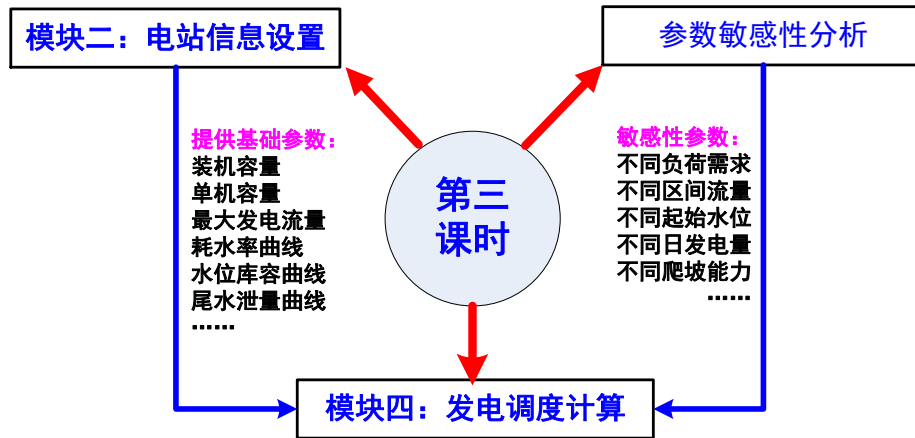 模块二：电站信息设置
参数敏感性分析
提供基础参数：
装机容量
单机容量
最大发电流量
耗水率曲线
水位库容曲线
尾水泄量曲线
……
第三
课时
敏感性参数：
不同负荷需求
不同区间流量
不同起始水位
不同日发电量
不同爬坡能力
……
模块四：发电调度计算